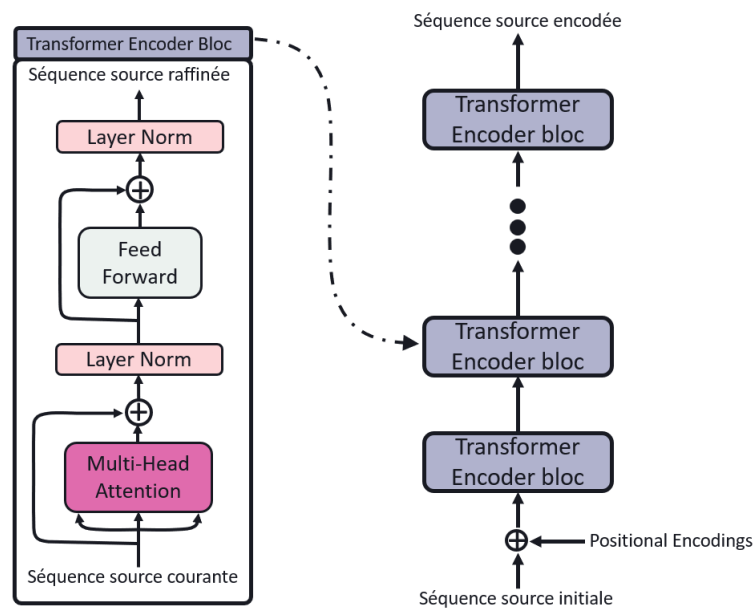 Transformer Encoder Bloc
Séquence source raffinée
Layer Norm
Feed
Forward
Layer Norm
Multi-Head
Attention
Séquence source courante
Séquence source encodée
Transformer
Encoder bloc
Transformer
Encoder bloc
Transformer
Encoder bloc
Positional Encodings
Séquence source initiale